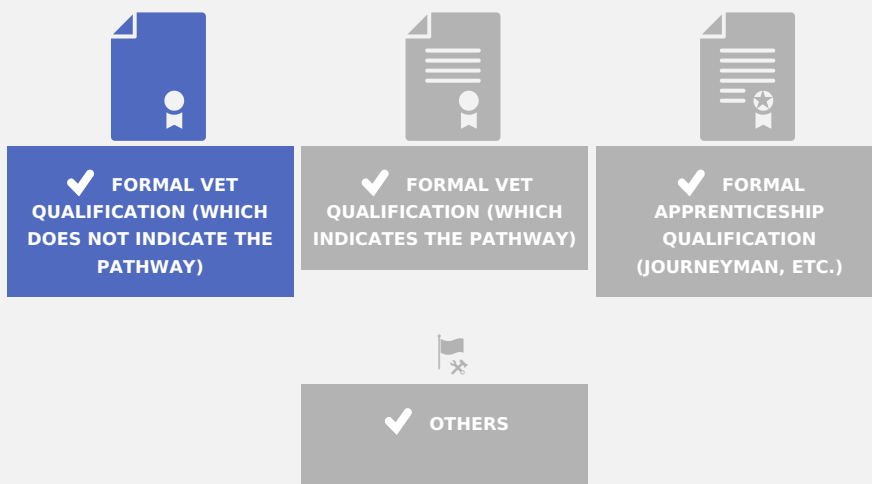 FORMAL VET
QUALIFICATION (WHICH
DOES NOT INDICATE THE
PATHWAY)
FORMAL VET
QUALIFICATION (WHICH
INDICATES THE PATHWAY)
FORMAL
APPRENTICESHIP
QUALIFICATION
(JOURNEYMAN, ETC.)
OTHERS